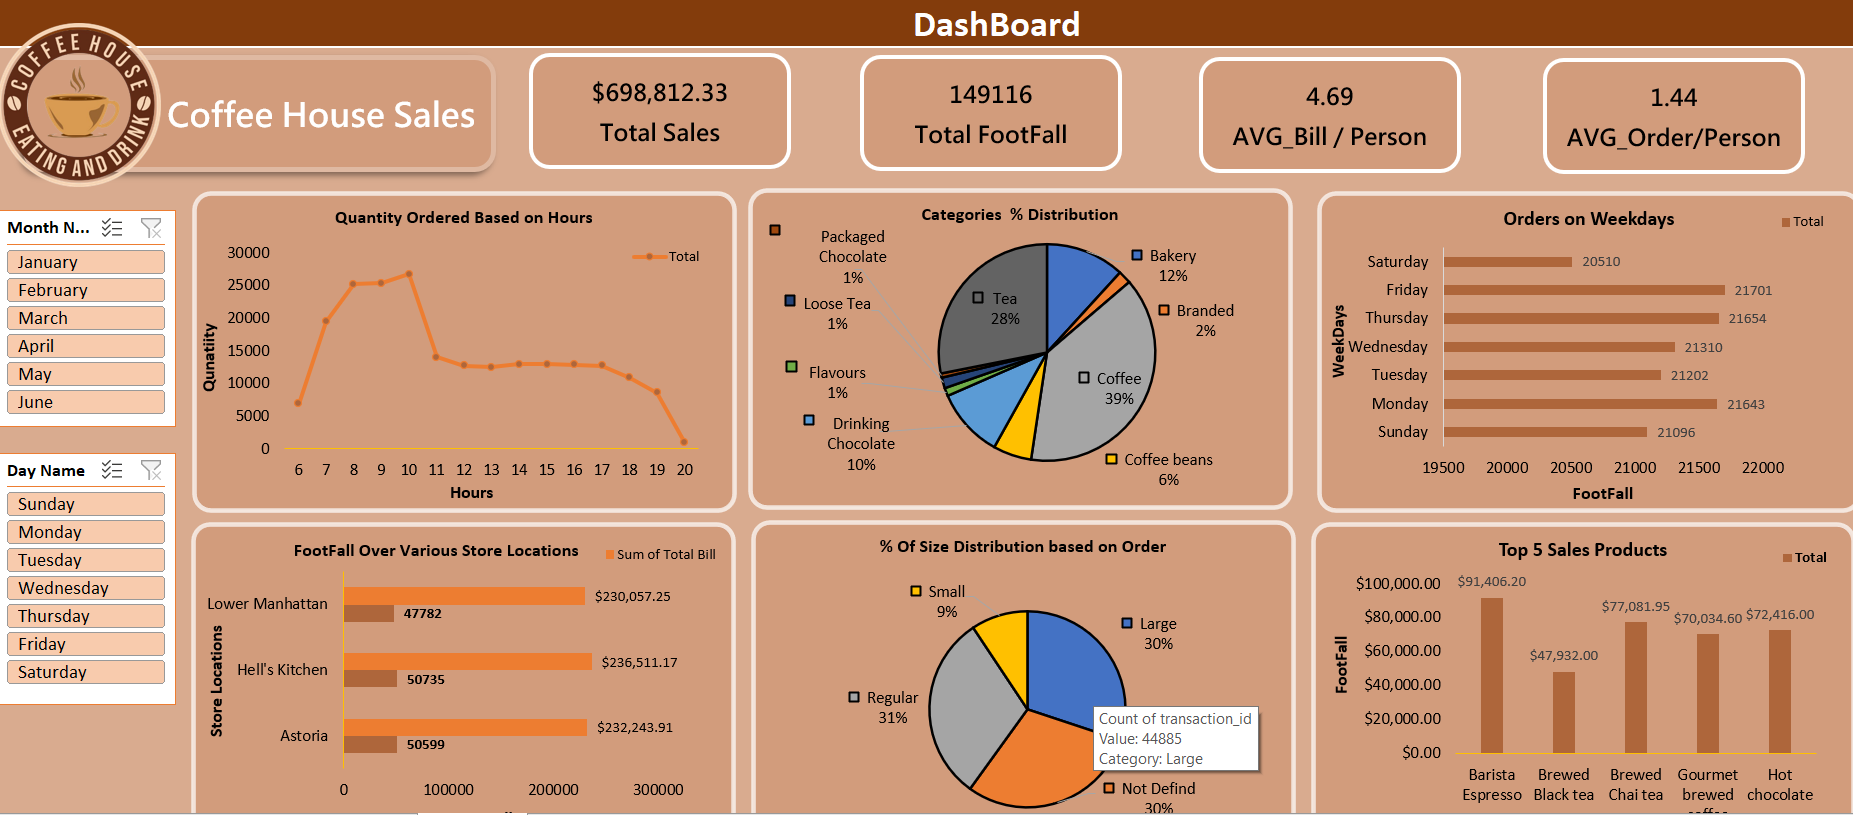 DashBoard
COFFEE HOUSE
EATING AND DRINK
Coffee House Sales
$698,812.33
Total Sales
149116
Total FootFall
4.69
AVG_Bill / Person
1.44
AVG_Order/Person
Month N...
January
February
March
April
May
June
Day Name
Sunday
Monday
Tuesday
Wednesday
Thursday
Friday
Saturday
Quantity Ordered Based on Hours
Total
30000
25000
20000
15000
10000
5000
0
Qunatiity
6 7 8 9 10 11 12 13 14 15 16 17 18 19 20
Hours
Categories % Distribution
Packaged
Chocolate
1%
Loose Tea
1%
Flavours
1%
Drinking
Chocolate
10%
Tea
28%
Bakery
12%
Branded
2%
Coffee
39%
Coffee beans
6%
Orders on Weekdays
Total
WeekDays
Saturday 20510
Friday 21701
Thursday 21654
Wednesday 21310
Tuesday 21202
Monday 21643
Sunday 21096
19500 20000 20500 21000 21500 22000
FootFall
FootFall Over Various Store Locations
Sum of Total Bill
Store Locations
Lower Manhattan
$230,057.25
47782
Hell's Kitchen
$236,511.17
50735
Astoria
$232,243.91
50599
0 100000 200000 300000
% Of Size Distribution based on Order
Small
9%
Large
30%
Regular
31%
Not Defind
30%
Count of transaction_id
Value: 44885
Category: Large
Top 5 Sales Products
Total
FootFall
$100,000.00
$80,000.00
$60,000.00
$40,000.00
$20,000.00
$0.00
$91,406.20
$47,932.00
$77,081.95
$70,034.60
$72,416.00
Barista
Espresso
Brewed
Black tea
Brewed
Chai tea
Gourmet
brewed
Hot
chocolate